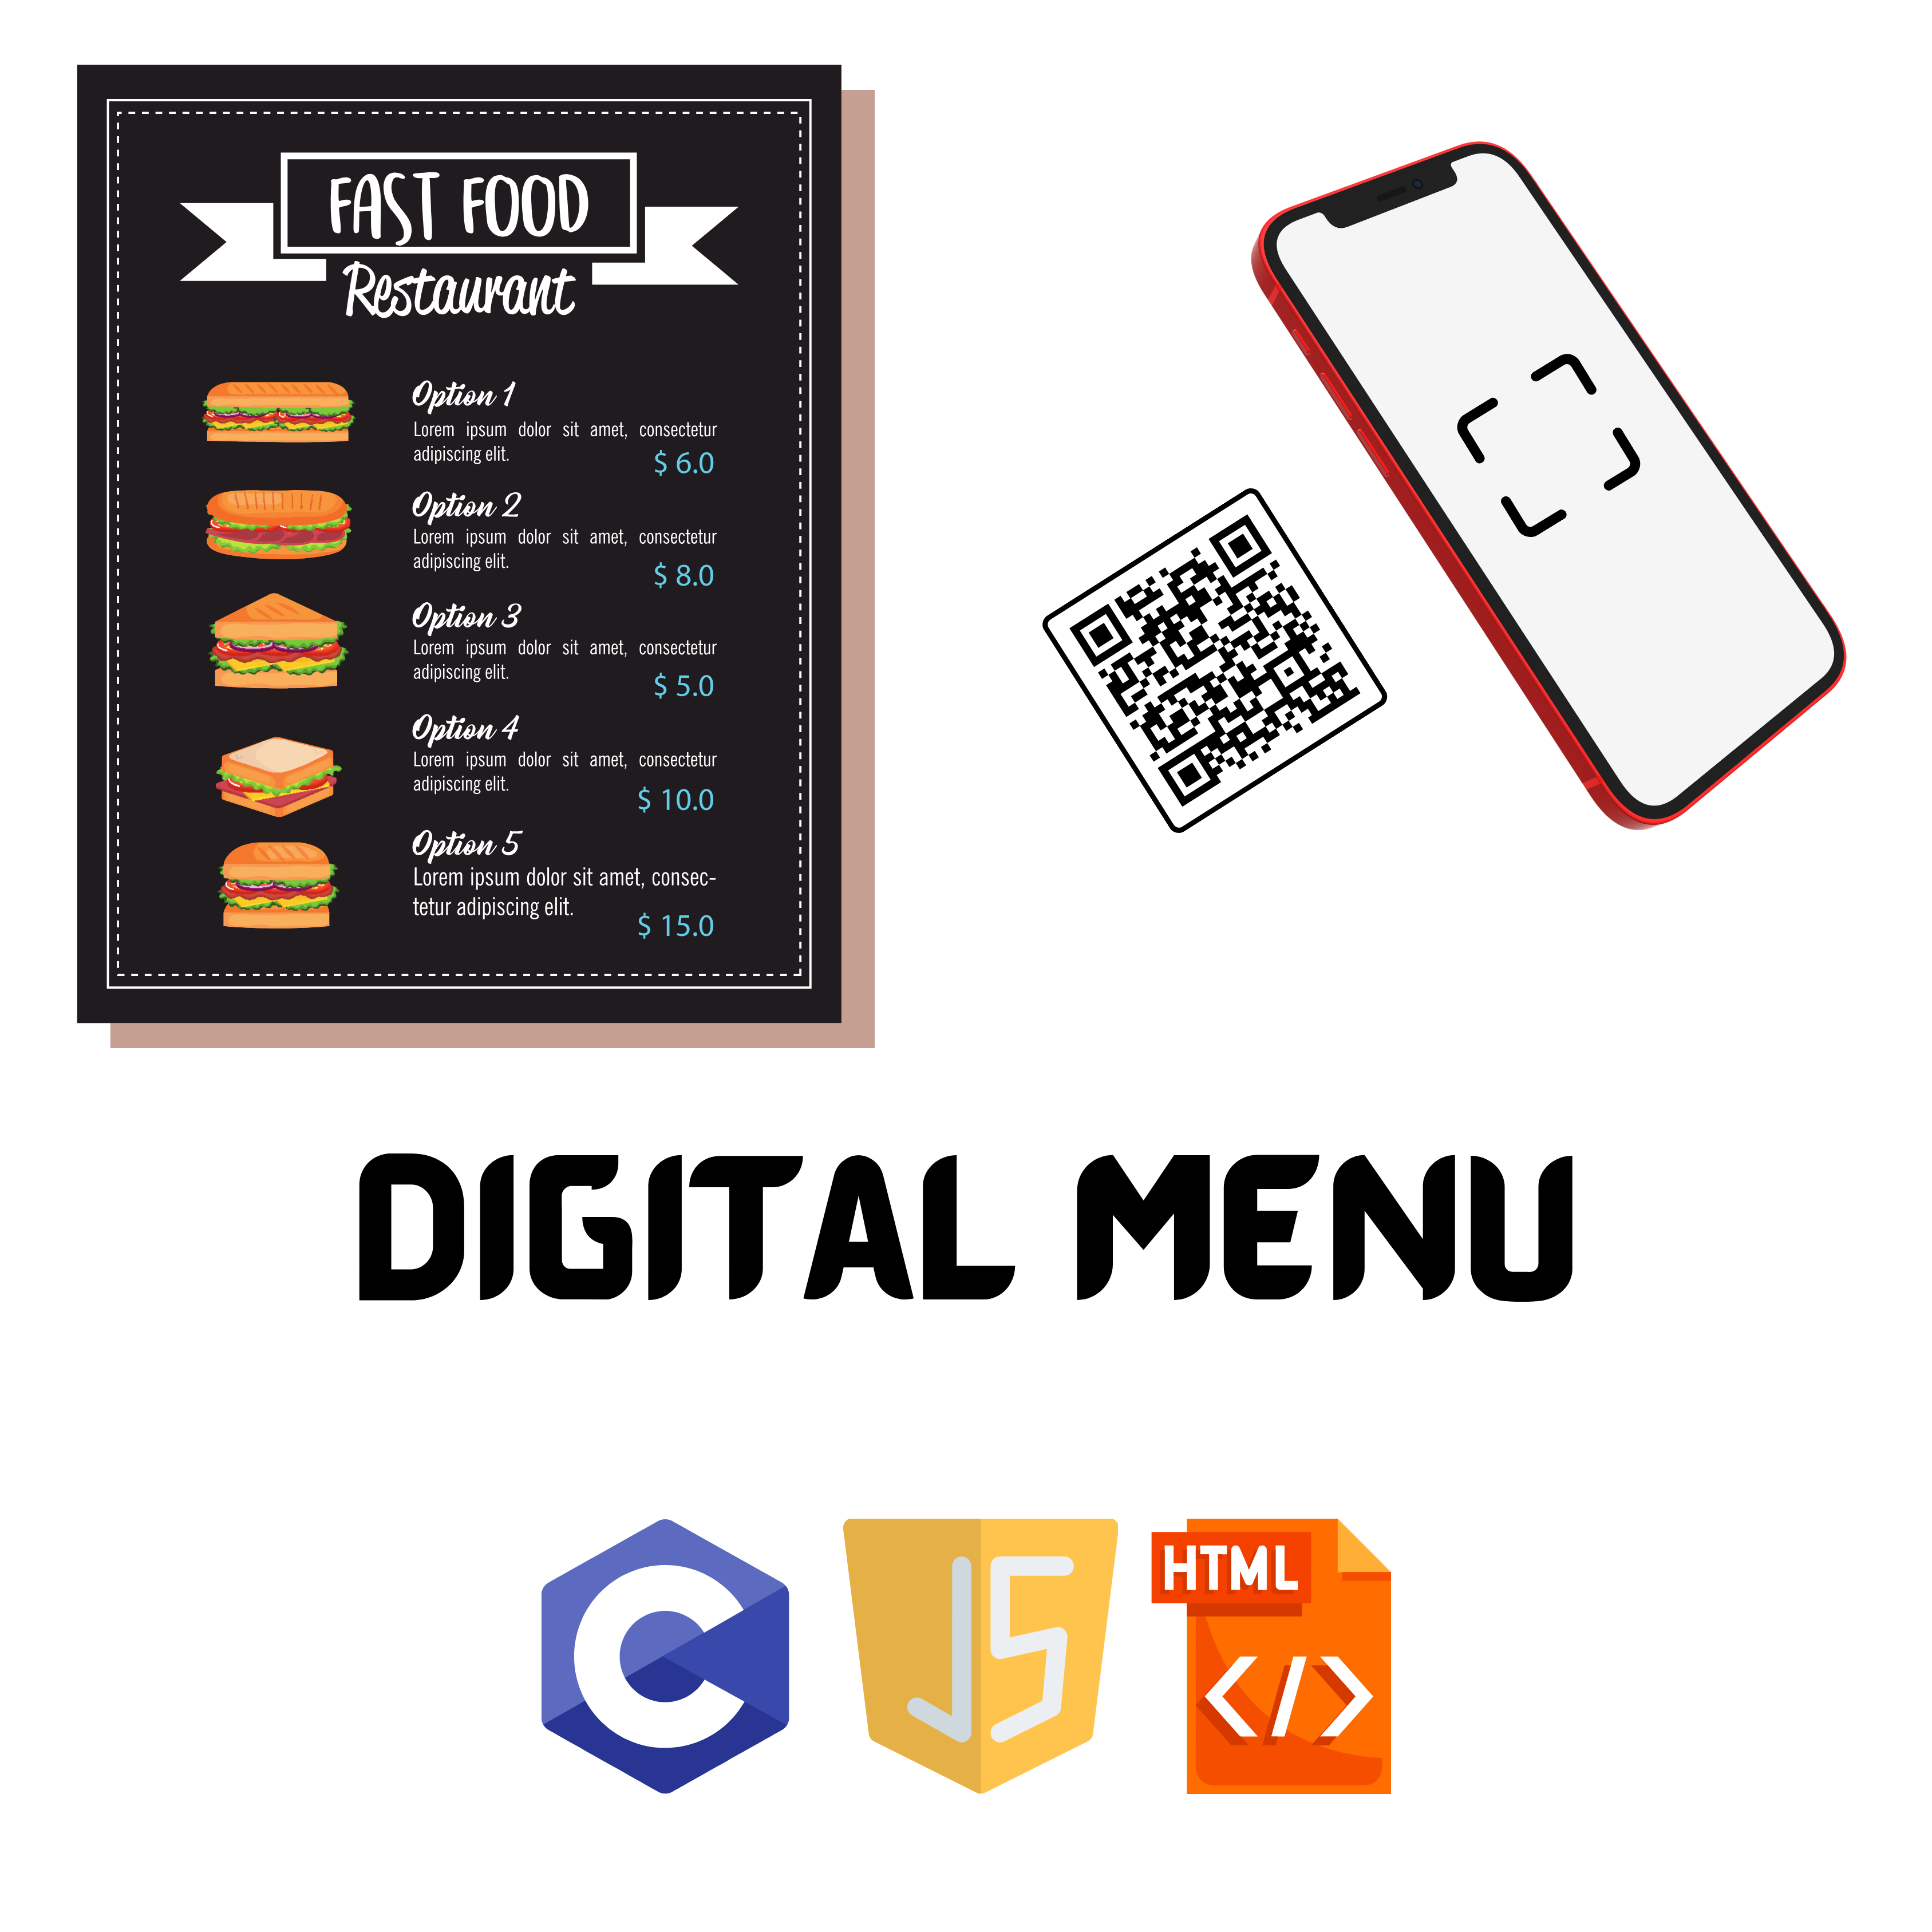 FAST FOOD
Restaurant
Option 1
Lorem ipsum dolor sit amet, consectetur
adipiscing elit.
$ 6.0
Option 2
Lorem ipsum dolor sit amet, consectetur
adipiscing elit.
$ 8.0
Option 3
Lorem ipsum dolor sit amet, consectetur
adipiscing elit.
$ 5.0
Option 4
Lorem ipsum dolor sit amet, consectetur
adipiscing elit.
$ 10.0
Option 5
Lorem ipsum dolor sit amet, consec-
tetur adipiscing elit.
$ 15.0
DIGITAL MENU
C
JS
HTML
</>